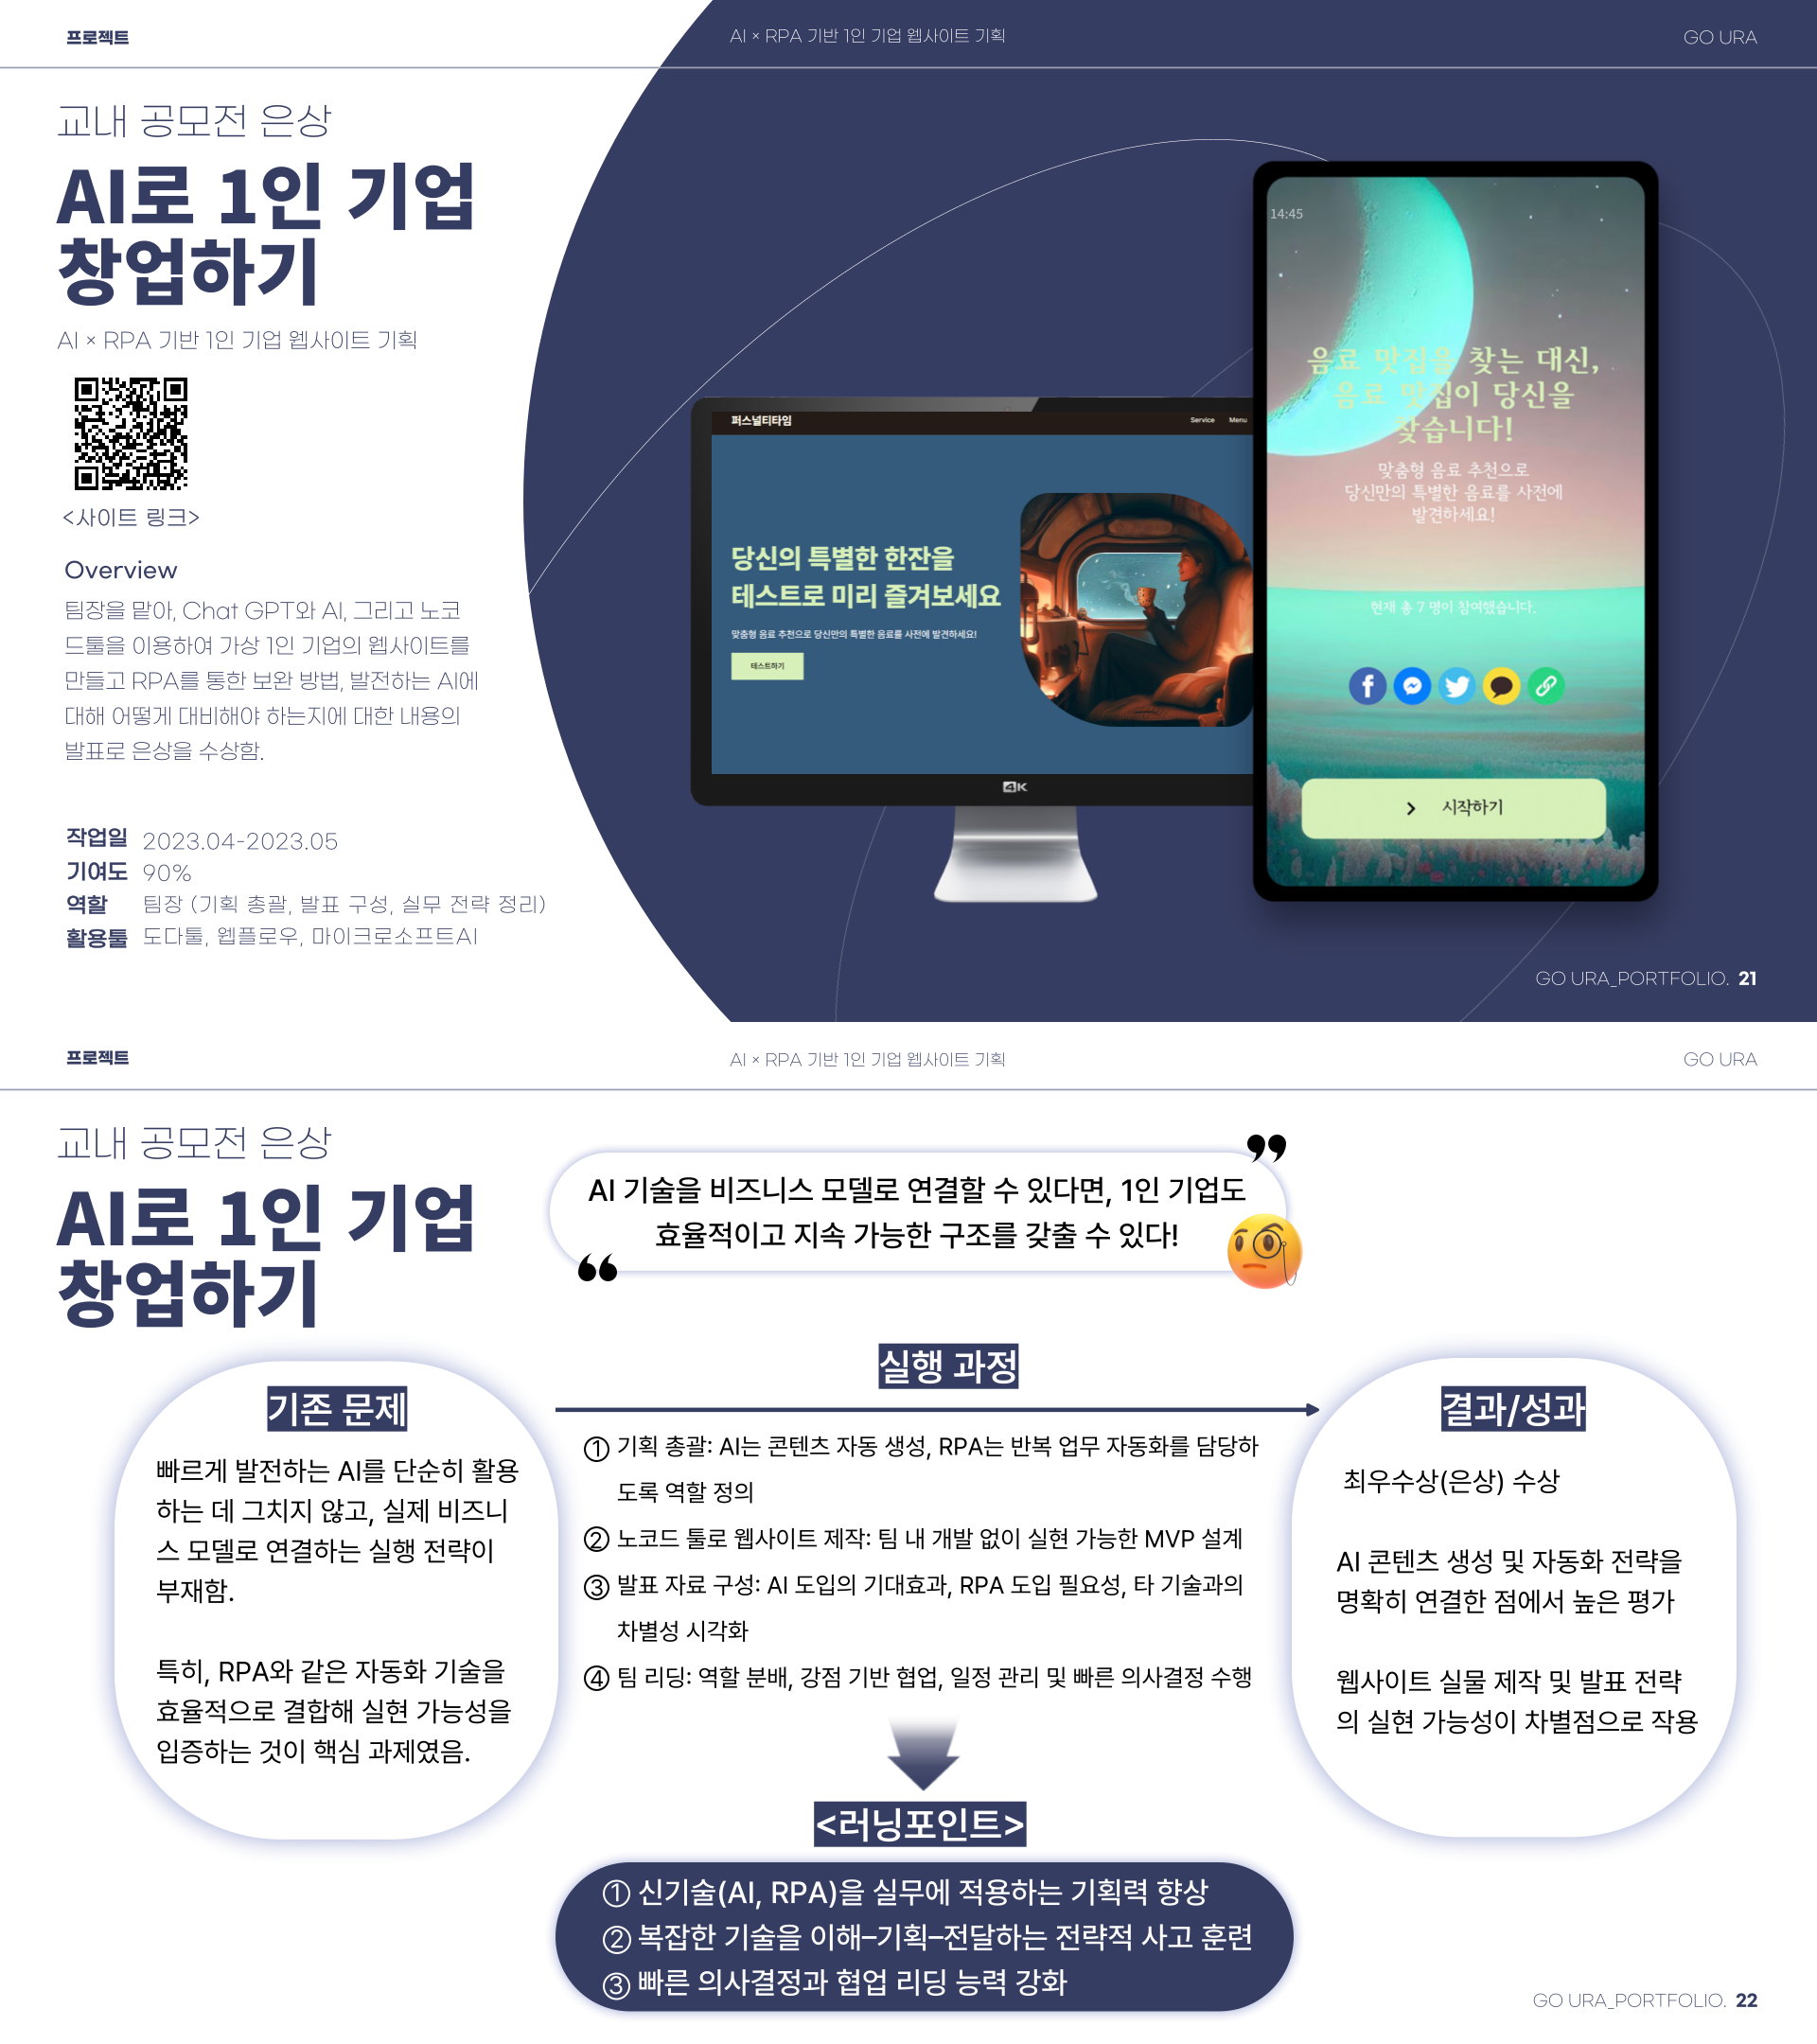 프로젝트
AI × RPA 기반 1인 기업 웹사이트 기획
GO URA
교내 공모전 은상
AI로 1인 기업
창업하기
AI × RPA 기반 1인 기업 웹사이트 기획
<사이트 링크>
Overview
팀장을 맡아, Chat GPT와 AI, 그리고 노코
드툴을 이용하여 가상 1인 기업의 웹사이트를
만들고 RPA를 통한 보완 방법, 발전하는 AI에
대해 어떻게 대비해야 하는지에 대한 내용의
발표로 은상을 수상함.
작업일 2023.04-2023.05
기여도 90%
역할 팀장 (기획 총괄, 발표 구성, 실무 전략 정리)
활용툴 도다툴, 웹플로우, 마이크로소프트AI
퍼스널티타임
Service Menu
당신의 특별한 한잔을
테스트로 미리 즐겨보세요
맞춤형 음료 추천으로 당신만의 특별한 음료를 사전에 발견하세요!
테스트하기
4K
14:45
음료 맛집을 찾는 대신,
음료 맛집이 당신을
찾습니다!
맞춤형 음료 추천으로
당신만의 특별한 음료를 사전에
발견하세요!
현재 총 7 명이 참여했습니다.
시작하기
GO URA_PORTFOLIO. 21
프로젝트
AI × RPA 기반 1인 기업 웹사이트 기획
GO URA
교내 공모전 은상
AI로 1인 기업
창업하기
AI 기술을 비즈니스 모델로 연결할 수 있다면, 1인 기업도
효율적이고 지속 가능한 구조를 갖출 수 있다!
기존 문제
빠르게 발전하는 AI를 단순히 활용
하는 데 그치지 않고, 실제 비즈니
스 모델로 연결하는 실행 전략이
부재함.
특히, RPA와 같은 자동화 기술을
효율적으로 결합해 실현 가능성을
입증하는 것이 핵심 과제였음.
실행 과정
① 기획 총괄: AI는 콘텐츠 자동 생성, RPA는 반복 업무 자동화를 담당하
도록 역할 정의
② 노코드 툴로 웹사이트 제작: 팀 내 개발 없이 실현 가능한 MVP 설계
③ 발표 자료 구성: AI 도입의 기대효과, RPA 도입 필요성, 타 기술과의
차별성 시각화
④ 팀 리딩: 역할 분배, 강점 기반 협업, 일정 관리 및 빠른 의사결정 수행
결과/성과
최우수상(은상) 수상
AI 콘텐츠 생성 및 자동화 전략을
명확히 연결한 점에서 높은 평가
웹사이트 실물 제작 및 발표 전략
의 실현 가능성이 차별점으로 작용
<러닝포인트>
① 신기술(AI, RPA)을 실무에 적용하는 기획력 향상
② 복잡한 기술을 이해–기획–전달하는 전략적 사고 훈련
③ 빠른 의사결정과 협업 리딩 능력 강화
GO URA_PORTFOLIO. 22